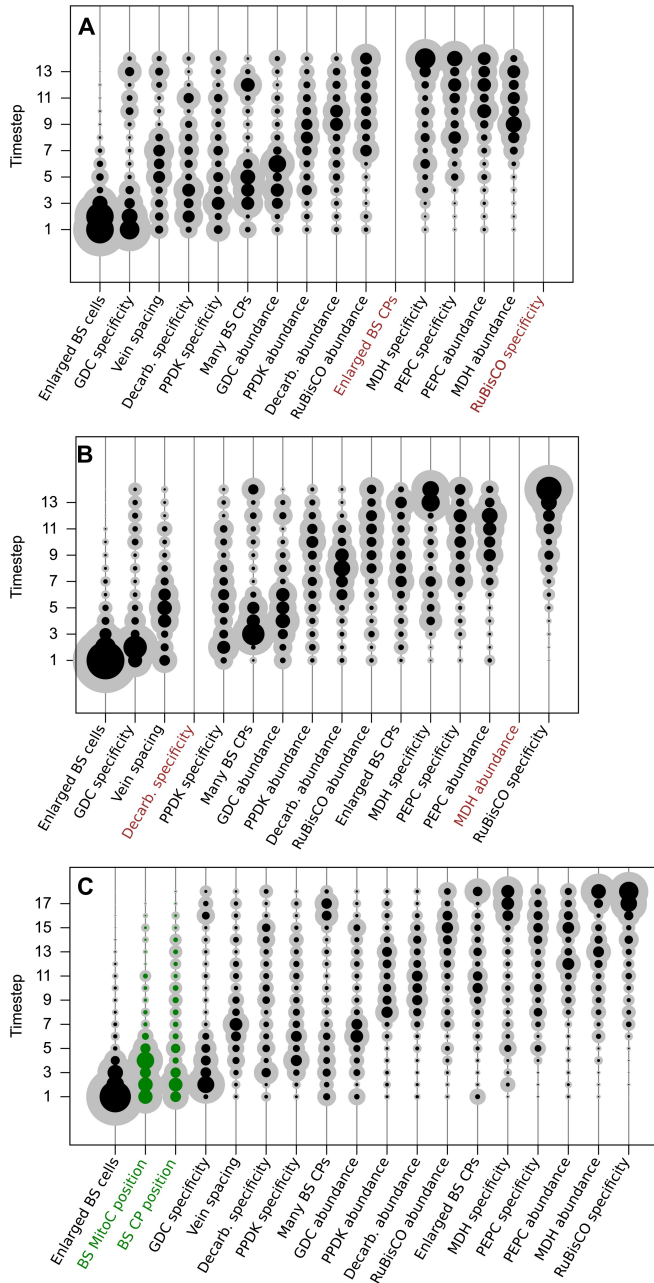 A
Timestep
13
11
9
7
5
3
1
Enlarged BS cells
GDC specificity
Vein spacing
Decarb. specificity
PPDK specificity
Many BS CPs
GDC abundance
PPDK abundance
Decarb. abundance
RuBisCO abundance
Enlarged BS CPs
MDH specificity
PEPC specificity
PEPC abundance
MDH abundance
RuBisCO specificity
B
Timestep
13
11
9
7
5
3
1
Enlarged BS cells
GDC specificity
Vein spacing
Decarb. specificity
PPDK specificity
Many BS CPs
GDC abundance
PPDK abundance
Decarb. abundance
RuBisCO abundance
Enlarged BS CPs
MDH specificity
PEPC specificity
PEPC abundance
MDH abundance
RuBisCO specificity
C
Timestep
17
15
13
11
9
7
5
3
1
Enlarged BS cells
BS MitoC position
BS CP position
GDC specificity
Vein spacing
Decarb. specificity
PPDK specificity
Many BS CPs
GDC abundance
PPDK abundance
Decarb. abundance
RuBisCO abundance
Enlarged BS CPs
MDH specificity
PEPC specificity
PEPC abundance
MDH abundance
RuBisCO specificity